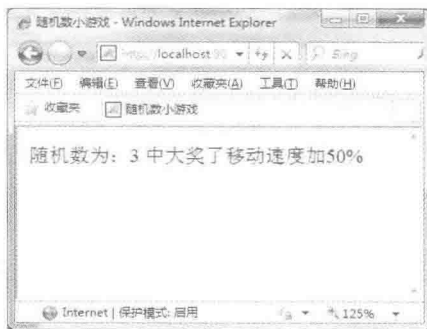 随机数小游戏 - Windows Internet Explorer
localhost Bing
文件(F) 编辑(E) 查看(V) 收藏夹(A) 工具(T) 帮助(H)
收藏夹 随机数小游戏
随机数为：3 中大奖了移动速度加50%
Internet | 保护模式: 启用 125%